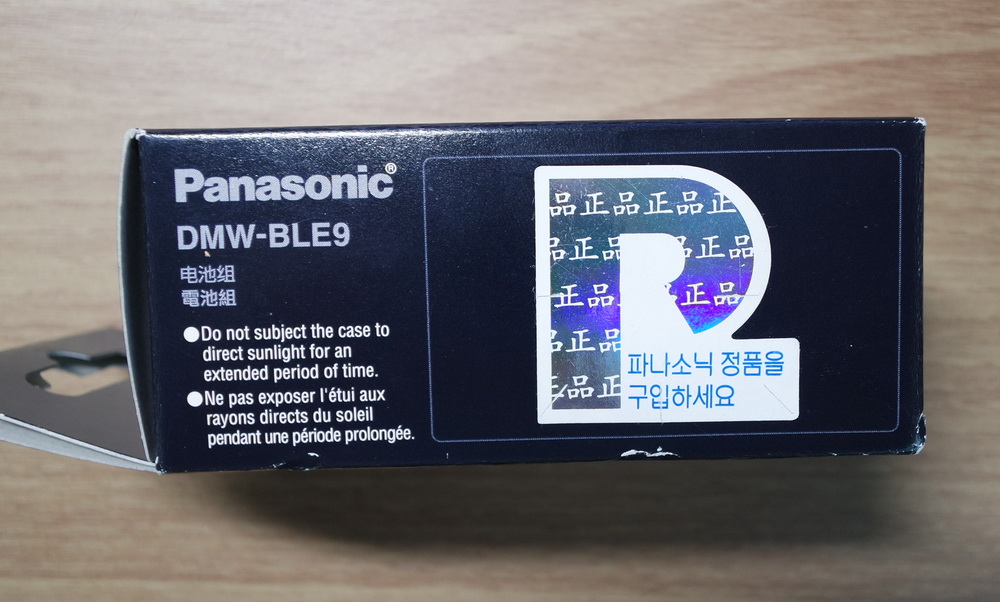 Panasonic®
DMW-BLE9
电池组
電池組
●Do not subject the case to
direct sunlight for an
extended period of time.
●Ne pas exposer l'étui aux
rayons directs du soleil
pendant une période prolongée.
品正品正品正
品正品正品
正品 正品
品正品
品正
파나소닉 정품을
구입하세요